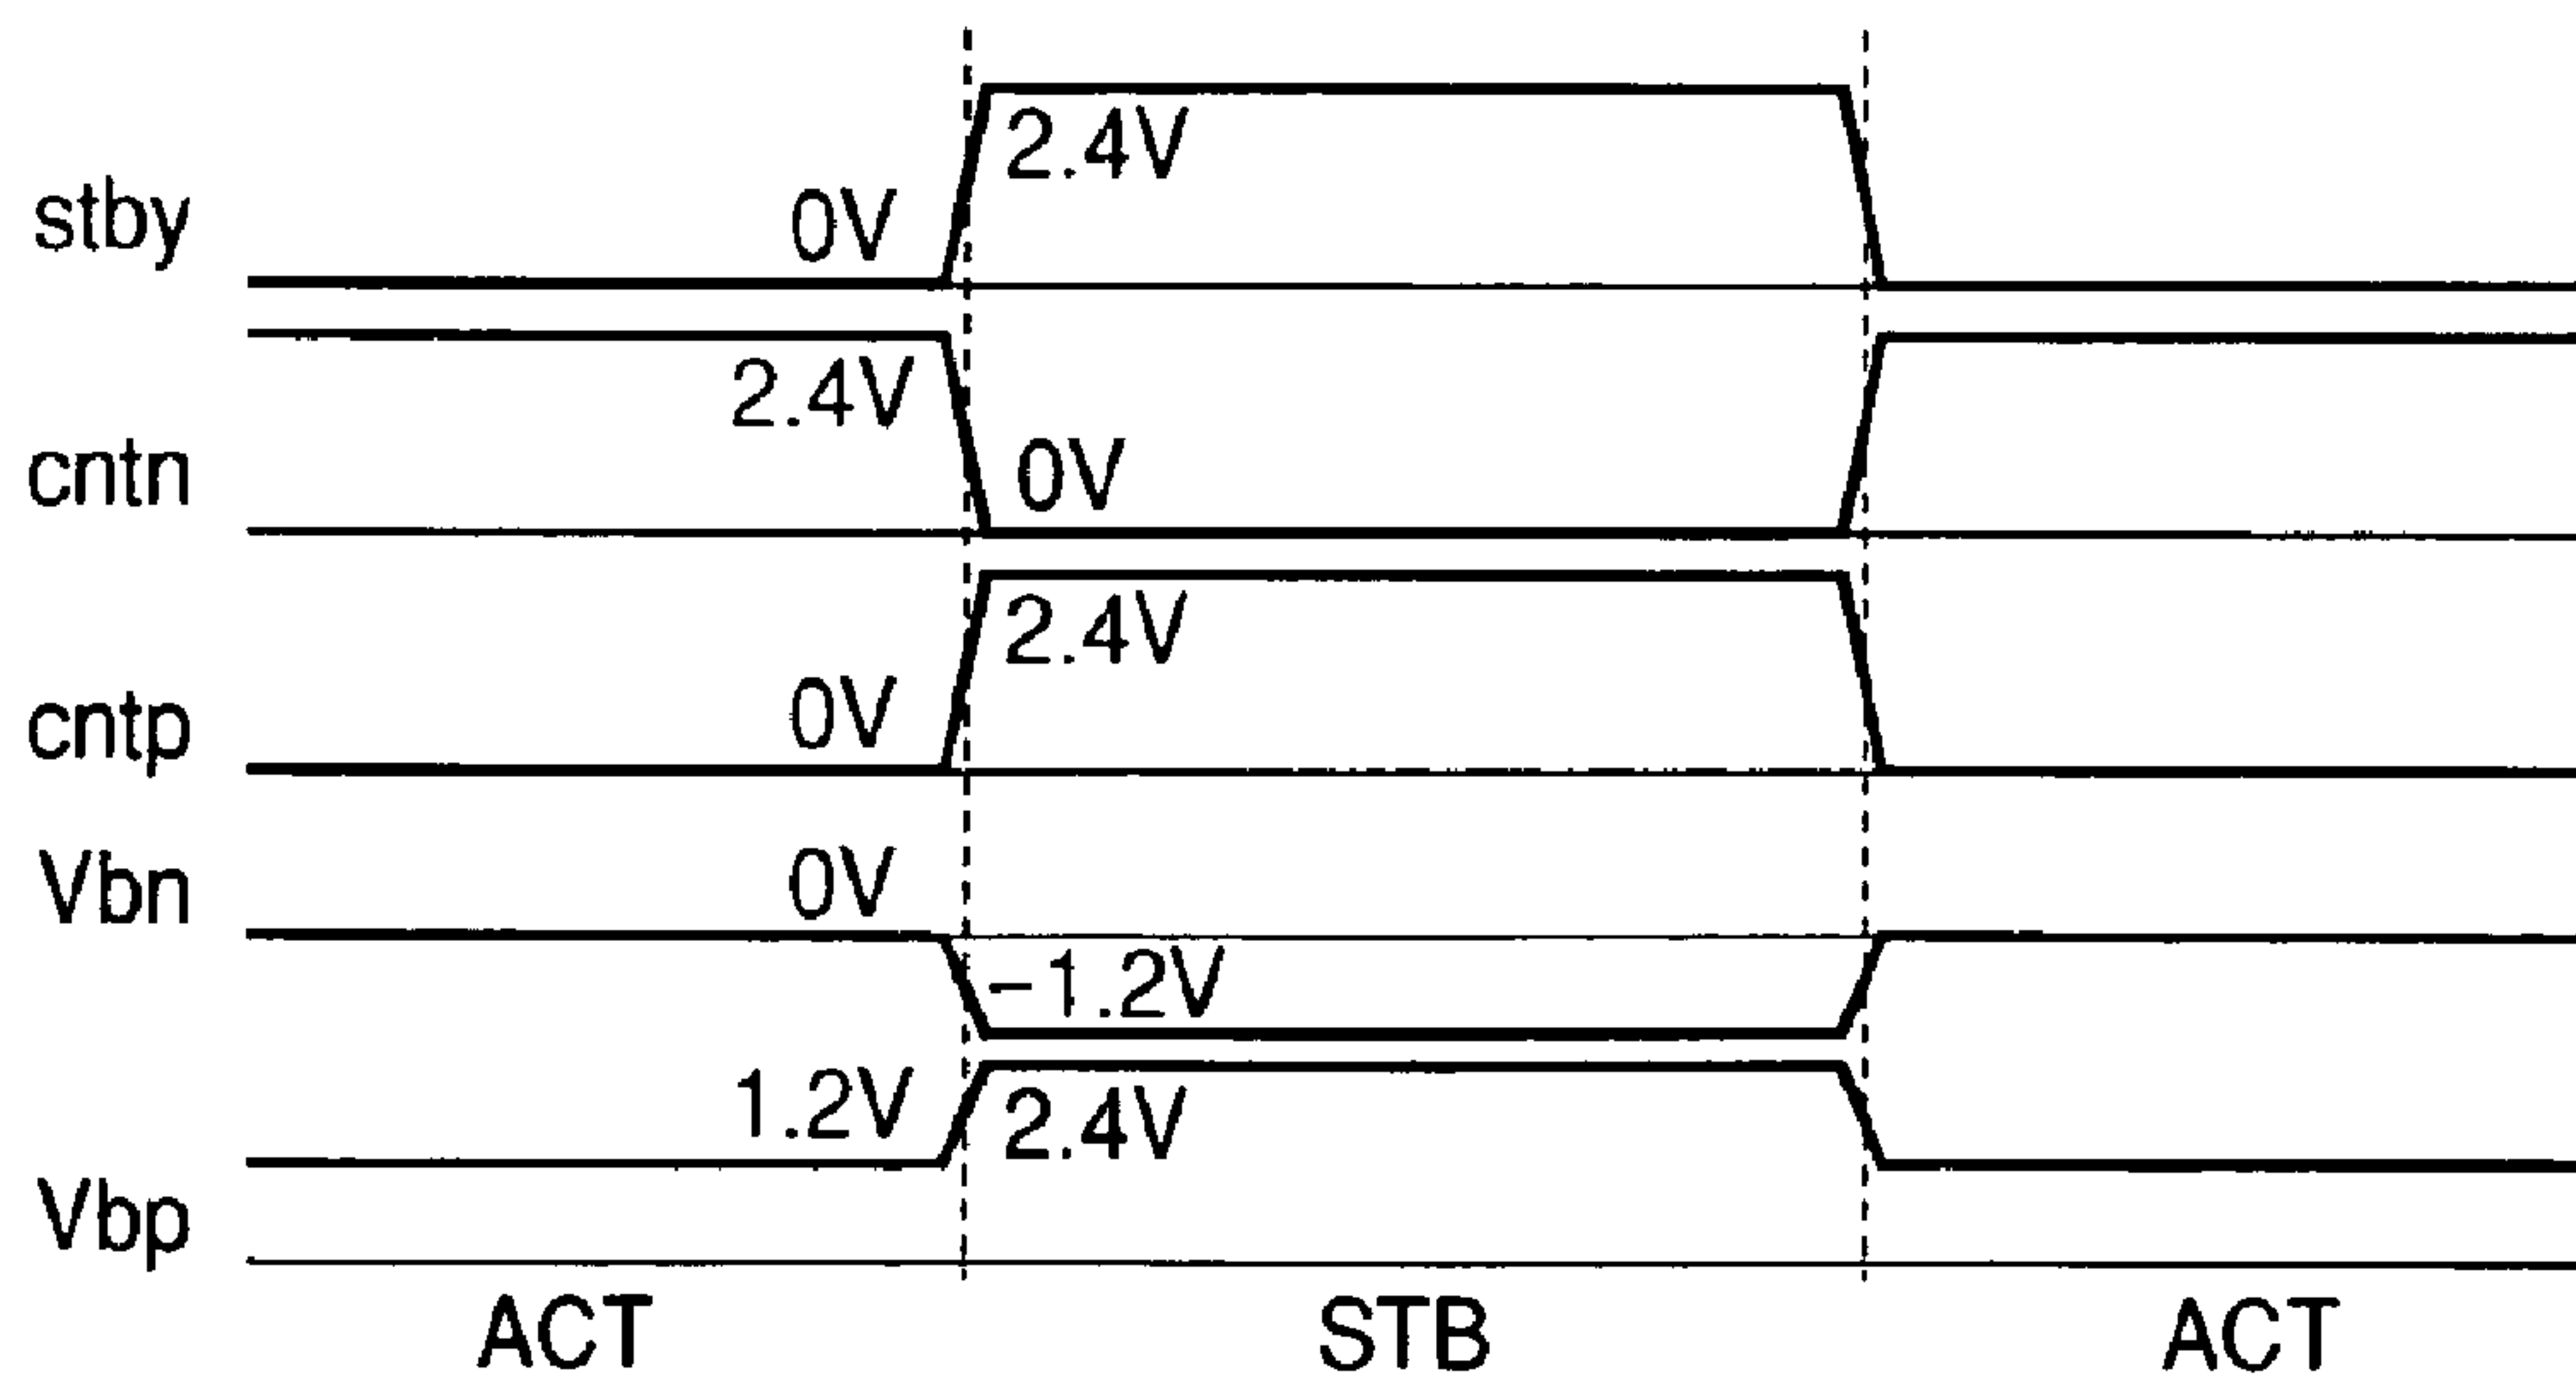 2.4V
stby 0V
2.4V
cntn 0V
2.4V
cntp 0V
Vbn 0V
-1.2V
1.2V 2.4V
Vbp
ACT STB ACT